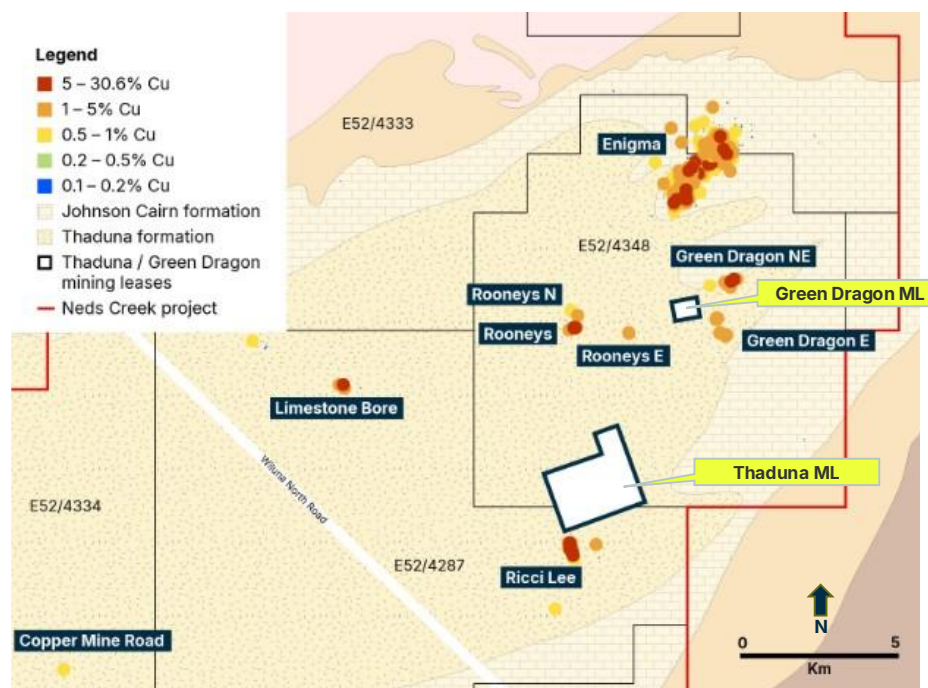 Legend
5 – 30.6% Cu
1 – 5% Cu
0.5 – 1% Cu
0.2 – 0.5% Cu
0.1 – 0.2% Cu
Johnson Cairn formation
Thaduna formation
Thaduna / Green Dragon
mining leases
Neds Creek project
E52/4333
Enigma
E52/4348
Green Dragon NE
Green Dragon ML
Rooneys N
Rooneys
Rooneys E
Green Dragon E
Limestone Bore
Wiluna North Road
Thaduna ML
E52/4334
E52/4287
Ricci Lee
Copper Mine Road
N
0 5
Km